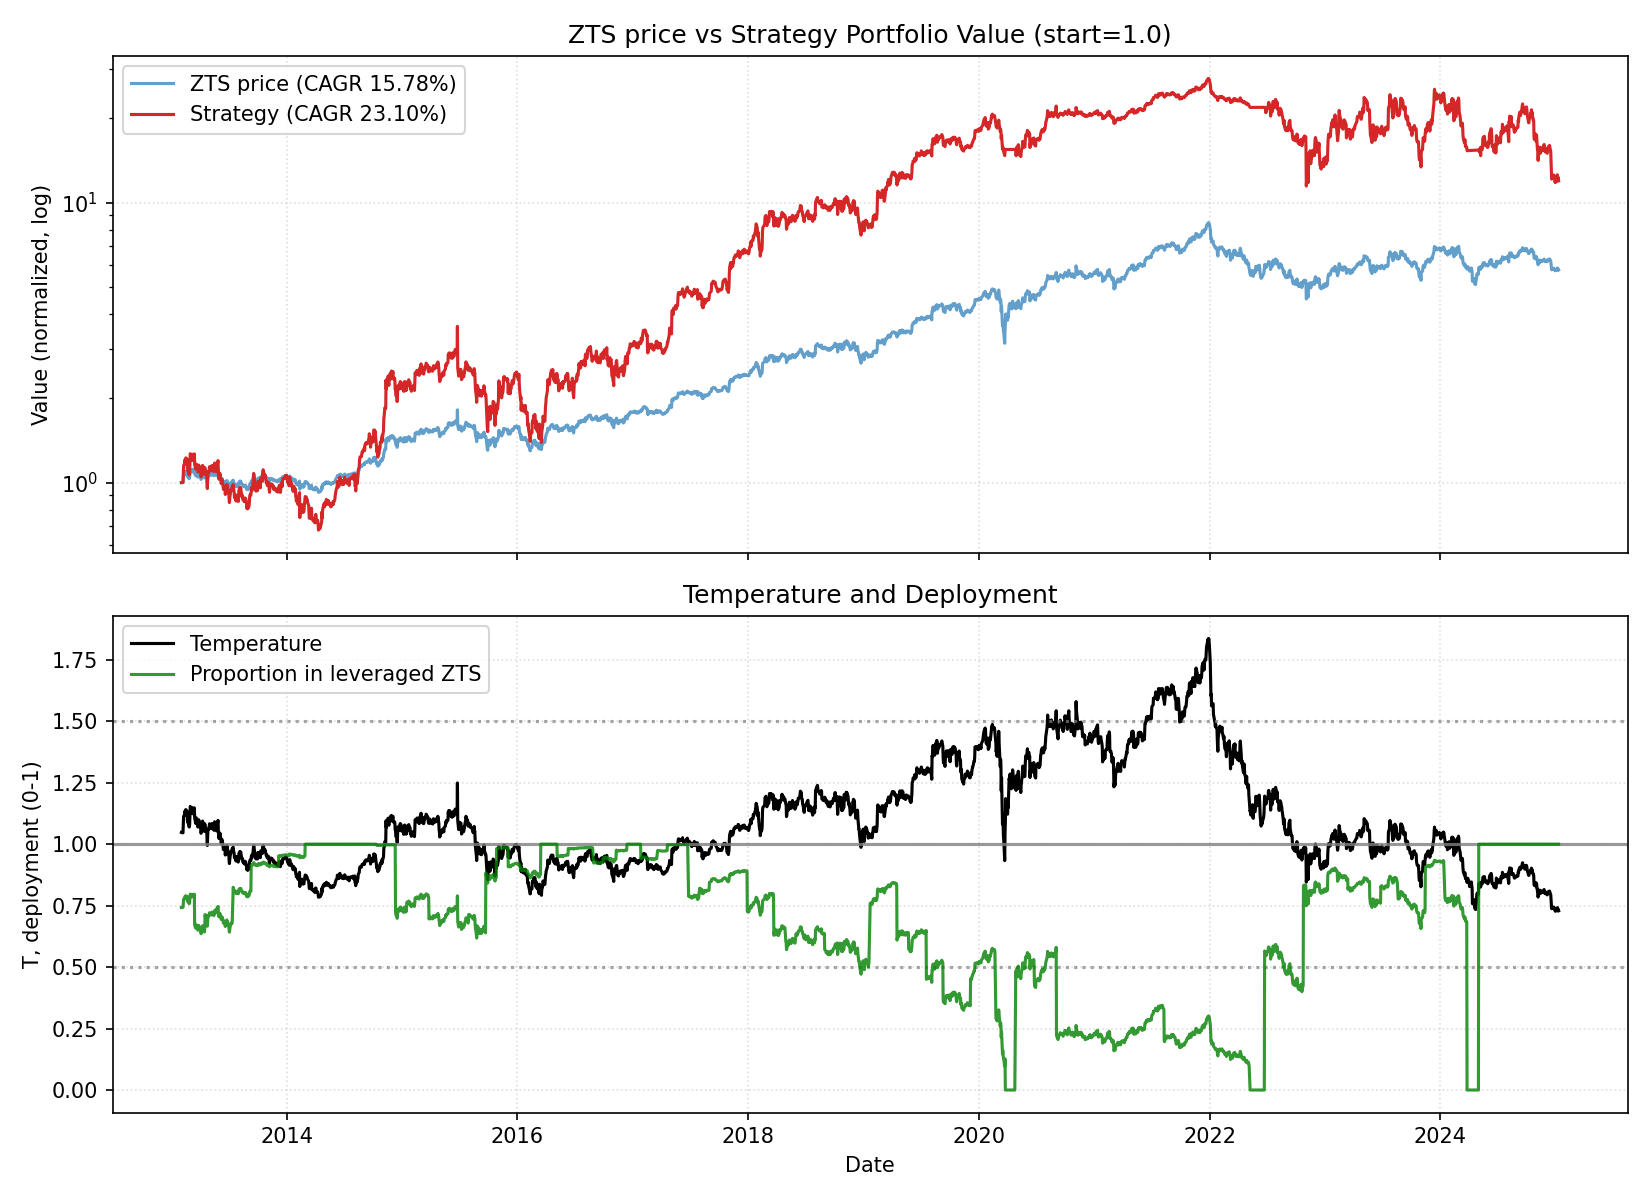 ZTS price vs Strategy Portfolio Value (start=1.0)
ZTS price (CAGR 15.78%)
Strategy (CAGR 23.10%)
Value (normalized, log)
10¹
10⁰
Temperature and Deployment
Temperature
Proportion in leveraged ZTS
T, deployment (0-1)
1.75
1.50
1.25
1.00
0.75
0.50
0.25
0.00
2014 2016 2018 2020 2022 2024
Date